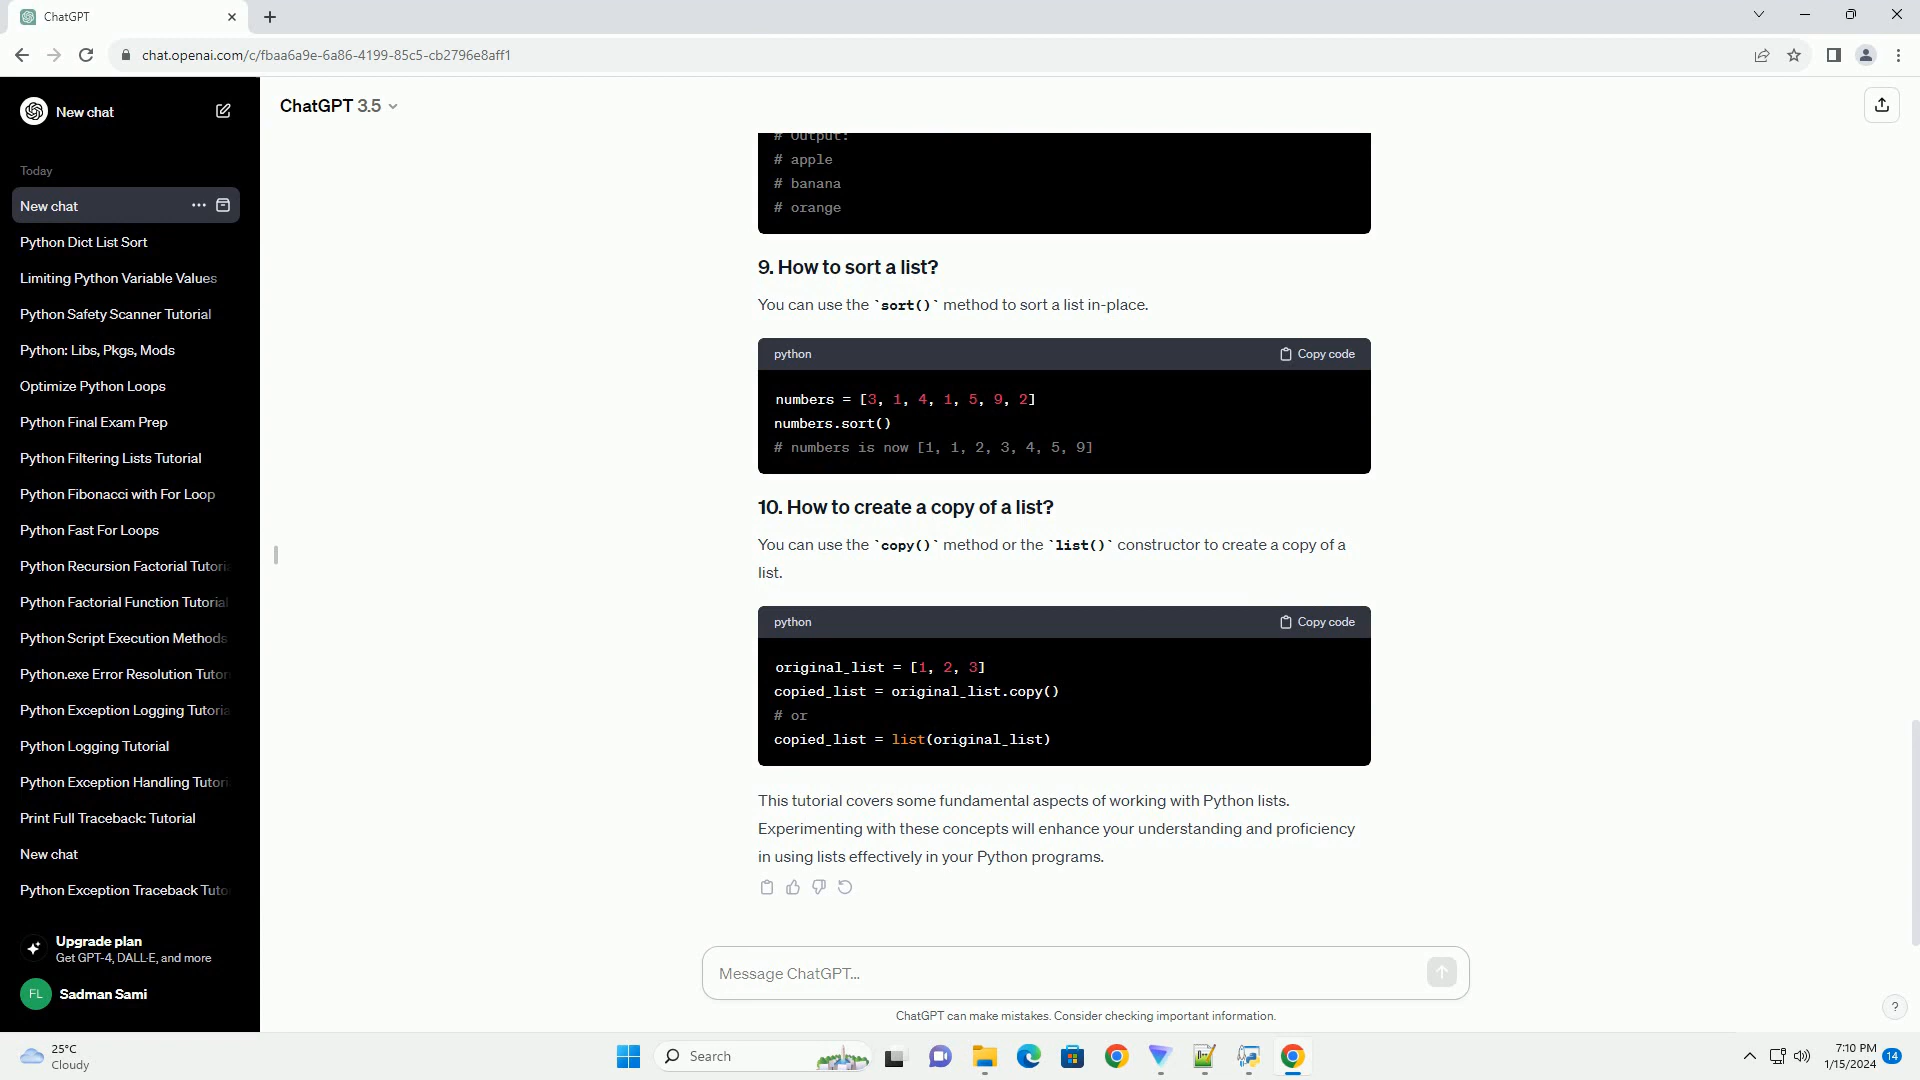 ChatGPT
chat.openai.com/c/fbaa6a9e-6a86-4199-85c5-cb2796e8aff1
New chat
ChatGPT 3.5
Today
New chat
Python Dict List Sort
Limiting Python Variable Values
Python Safety Scanner Tutorial
Python: Libs, Pkgs, Mods
Optimize Python Loops
Python Final Exam Prep
Python Filtering Lists Tutorial
Python Fibonacci with For Loop
Python Fast For Loops
Python Recursion Factorial Tutoria
Python Factorial Function Tutorial
Python Script Execution Methods
Python.exe Error Resolution Tutor
Python Exception Logging Tutoria
Python Logging Tutorial
Python Exception Handling Tutori
Print Full Traceback: Tutorial
New chat
Python Exception Traceback Tuto
Upgrade plan
Get GPT-4, DALL·E, and more
FL
Sadman Sami
# Output:
# apple
# banana
# orange
9. How to sort a list?
You can use the `sort()` method to sort a list in-place.
python
Copy code
numbers = [3, 1, 4, 1, 5, 9, 2]
numbers.sort()
# numbers is now [1, 1, 2, 3, 4, 5, 9]
10. How to create a copy of a list?
You can use the `copy()` method or the `list()` constructor to create a copy of a
list.
python
Copy code
original_list = [1, 2, 3]
copied_list = original_list.copy()
# or
copied_list = list(original_list)
This tutorial covers some fundamental aspects of working with Python lists.
Experimenting with these concepts will enhance your understanding and proficiency
in using lists effectively in your Python programs.
Message ChatGPT...
ChatGPT can make mistakes. Consider checking important information.
?
25°C
Cloudy
Search
7:10 PM
1/15/2024
14